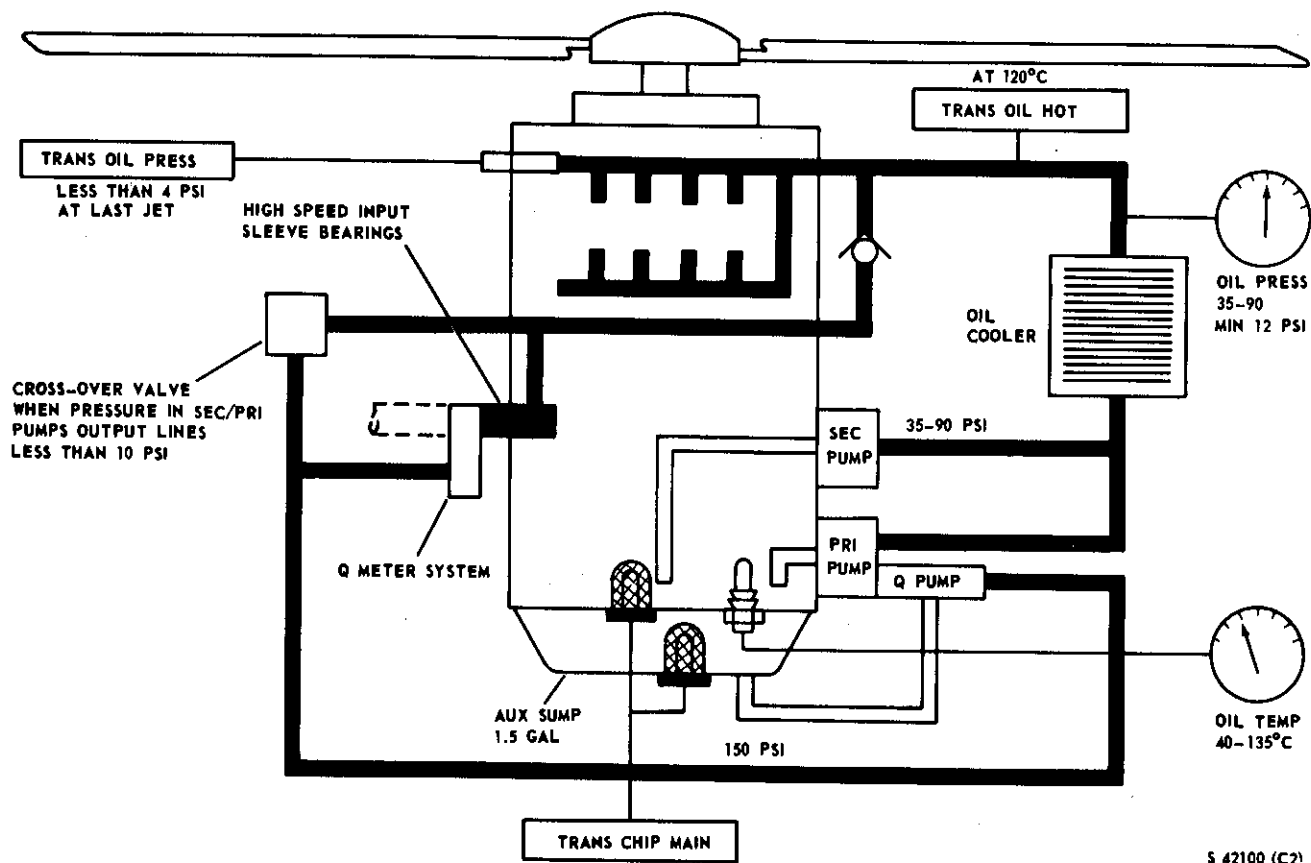 AT 120°C
TRANS OIL HOT
TRANS OIL PRESS
LESS THAN 4 PSI
AT LAST JET
HIGH SPEED INPUT
SLEEVE BEARINGS
OIL PRESS
35-90
MIN 12 PSI
OIL
COOLER
CROSS-OVER VALVE
WHEN PRESSURE IN SEC/PRI
PUMPS OUTPUT LINES
LESS THAN 10 PSI
SEC
PUMP
35-90 PSI
PRI
PUMP
Q PUMP
Q METER SYSTEM
AUX SUMP
1.5 GAL
150 PSI
OIL TEMP
40-135°C
TRANS CHIP MAIN
S 42100 (C2)